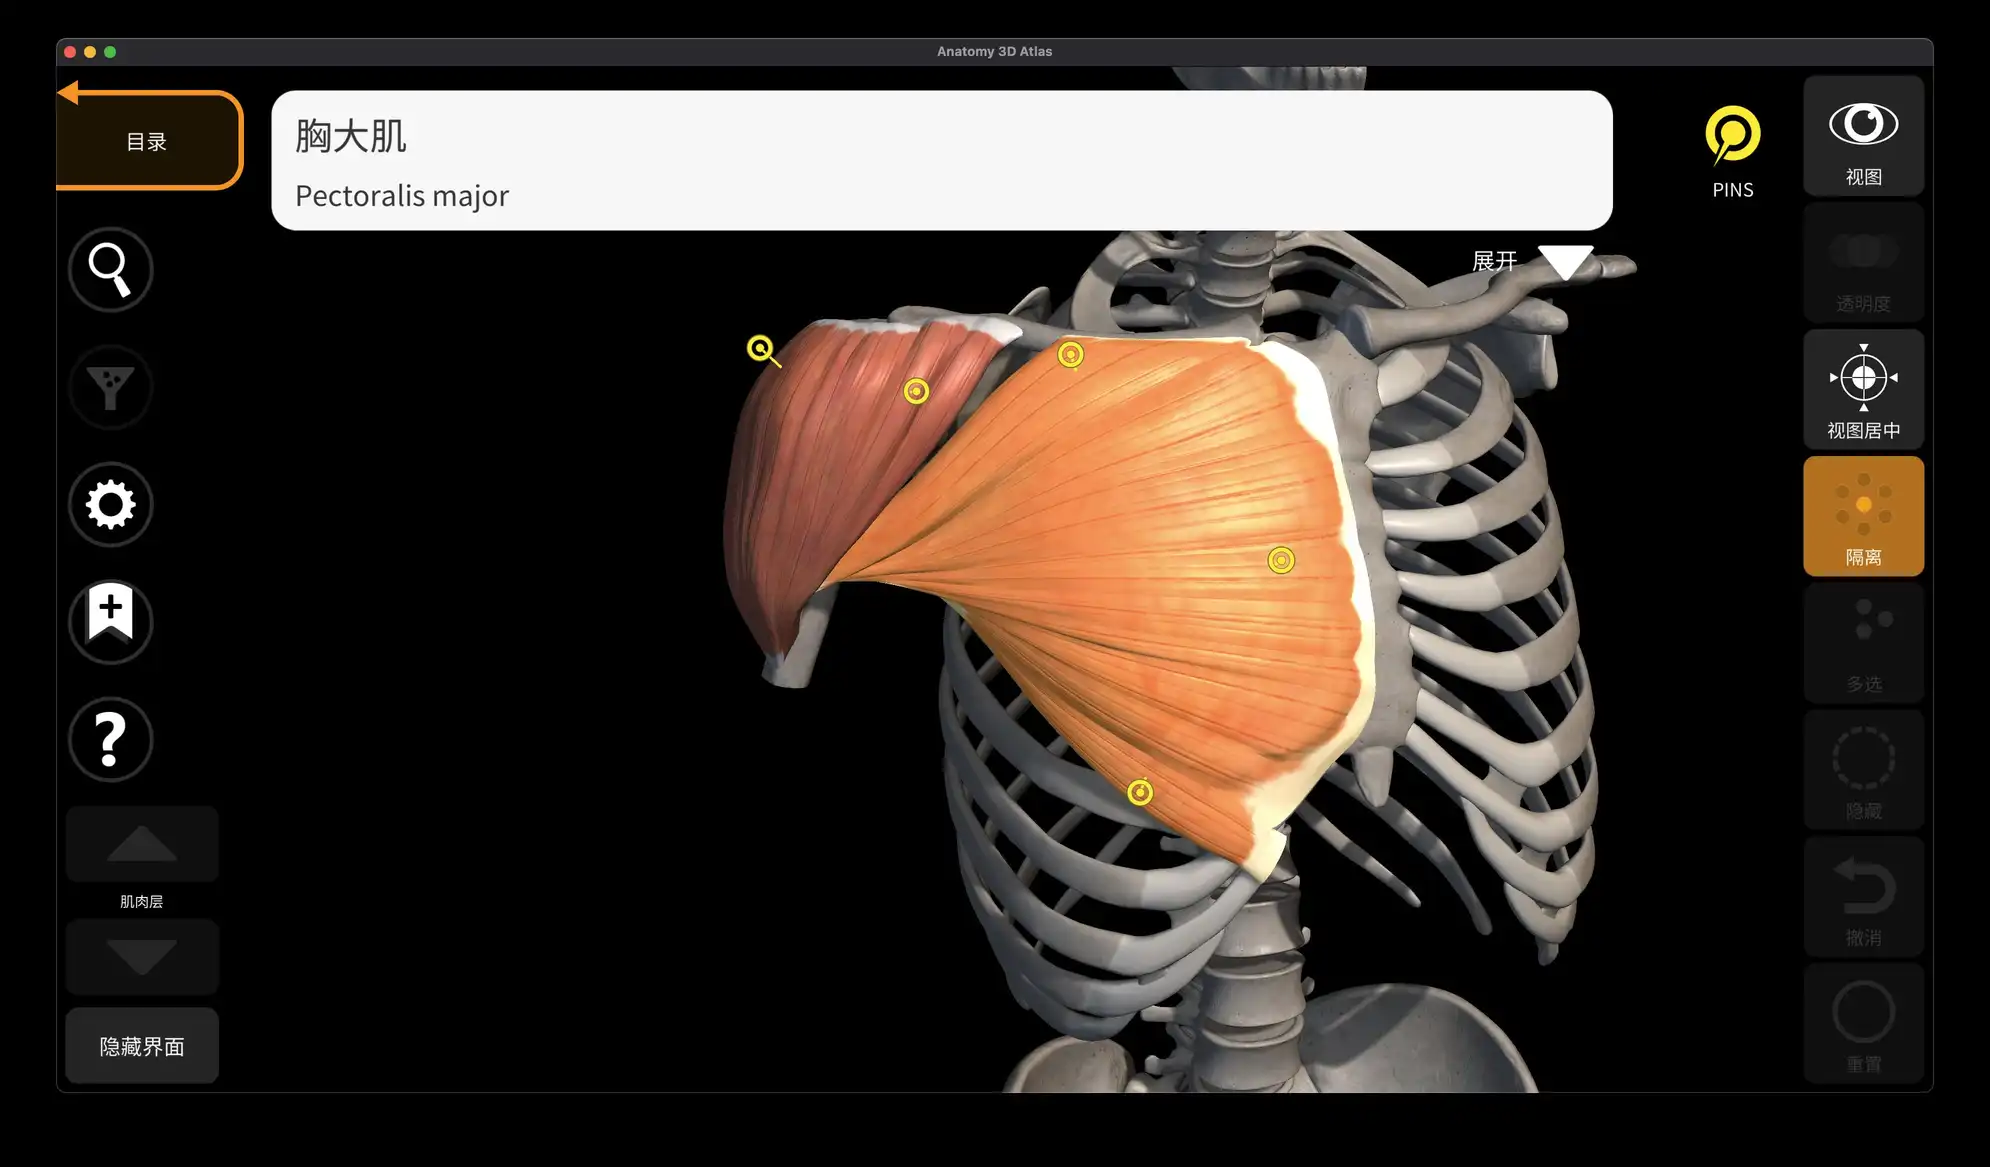 Anatomy 3D Atlas
目录
胸大肌
Pectoralis major
PINS
视图
展开
透明度
视图居中
隔离
多选
隐藏
肌肉层
撤消
隐藏界面
重置